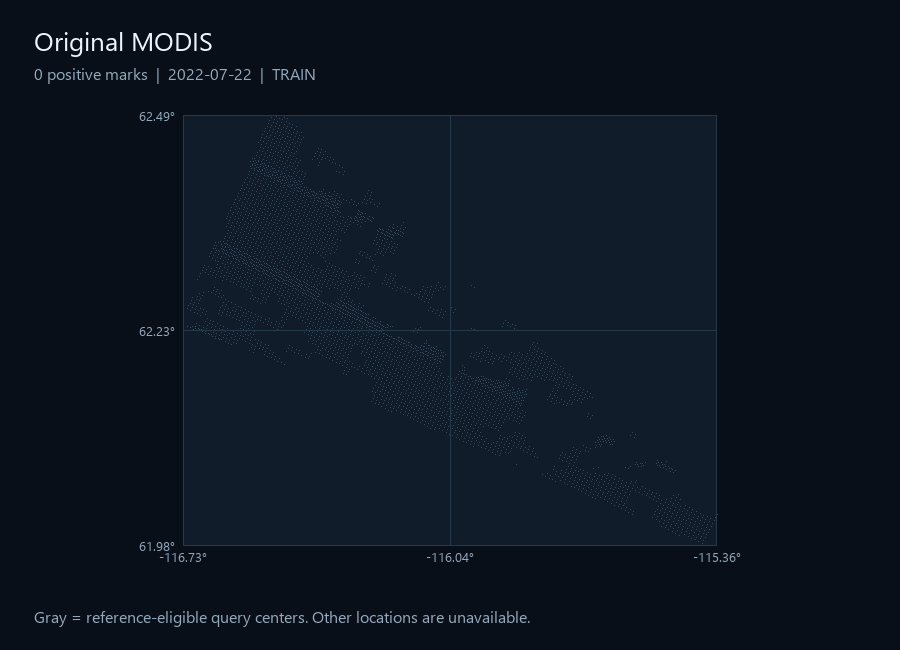 Original MODIS
0 positive marks | 2022-07-22 | TRAIN
62.49°
62.23°
61.98°
-116.73°
-116.04°
-115.36°
Gray = reference-eligible query centers. Other locations are unavailable.